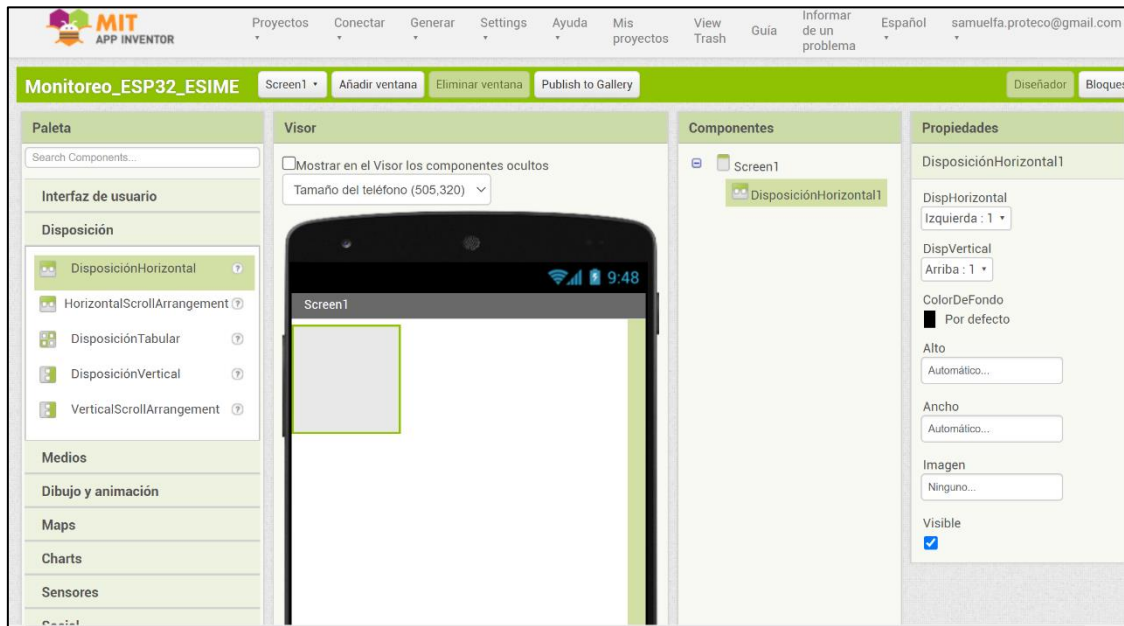 MIT
APP INVENTOR
Proyectos
Conectar
Generar
Settings
Ayuda
Mis
proyectos
View
Trash
Guía
Informar
de un
problema
Español
samuelfa.proteco@gmail.com
Monitoreo_ESP32_ESIME
Screen1
Añadir ventana
Eliminar ventana
Publish to Gallery
Diseñador
Bloques
Paleta
Search Components...
Interfaz de usuario
Disposición
DisposiciónHorizontal
HorizontalScrollArrangement
DisposiciónTabular
DisposiciónVertical
VerticalScrollArrangement
Medios
Dibujo y animación
Maps
Charts
Sensores
Social
Visor
Mostrar en el Visor los componentes ocultos
Tamaño del teléfono (505,320)
9:48
Screen1
Componentes
Screen1
DisposiciónHorizontal1
Propiedades
DisposiciónHorizontal1
DispHorizontal
Izquierda : 1
DispVertical
Arriba : 1
ColorDeFondo
Por defecto
Alto
Automático...
Ancho
Automático...
Imagen
Ninguno...
Visible